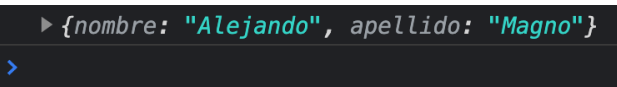 ▶ {nombre: "Alejando", apellido: "Magno"}
>